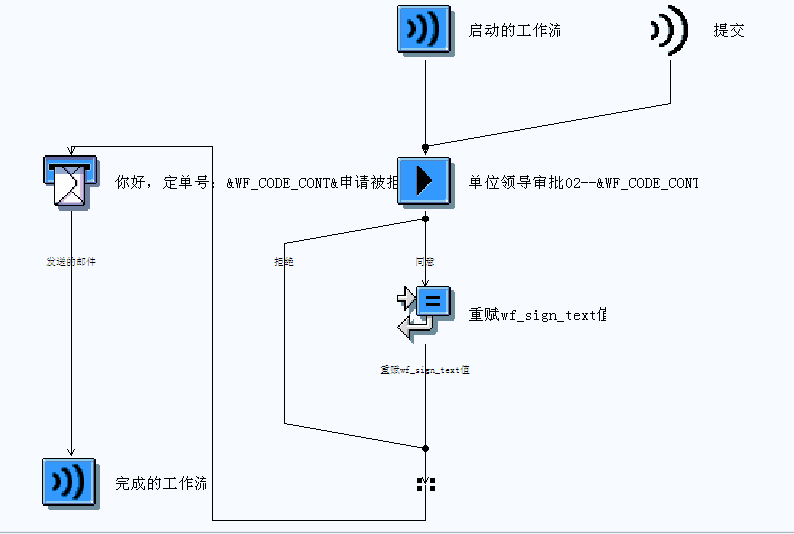 启动的工作流
提交
你好，定单号：&WF_CODE_CONT&申请被拒
单位领导审批02--&WF_CODE_CONT
发送的邮件
拒绝
同意
重赋wf_sign_text值
重赋wf_sign_text值
完成的工作流